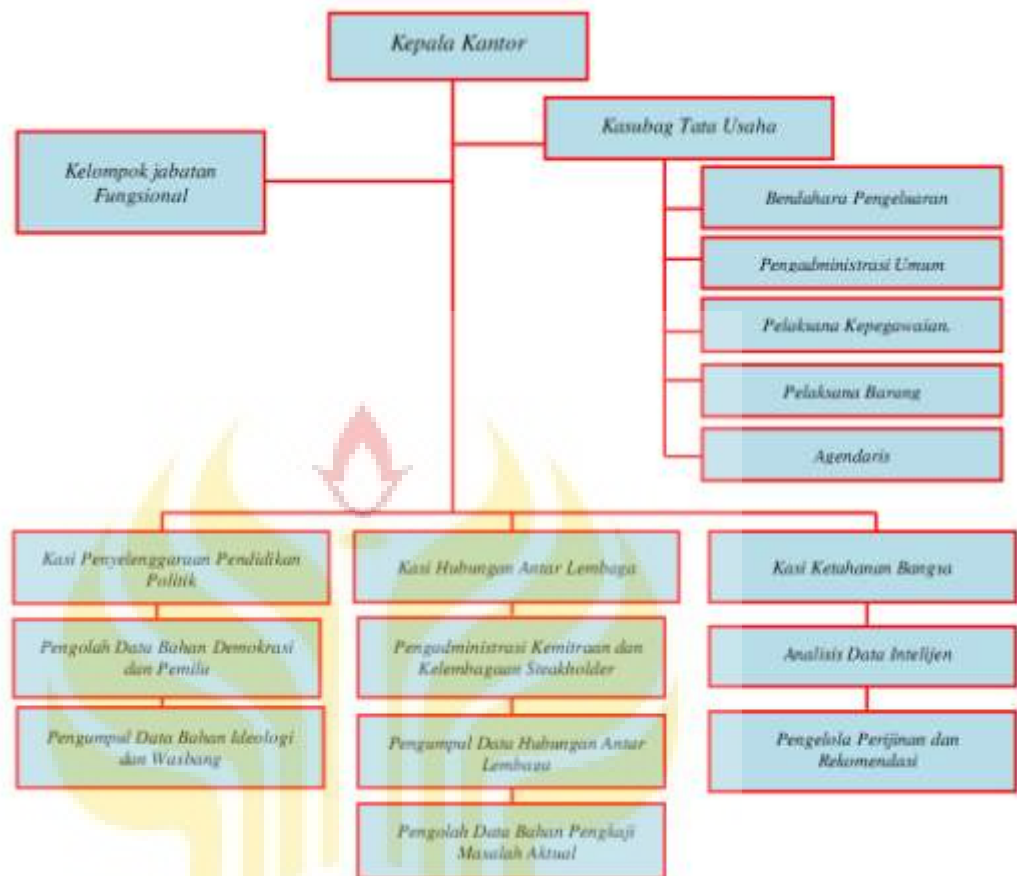 Kepala Kantor
Kasubag Tata Usaha
Kelompok jabatan
Fungsional
Bendahara Pengeluaran
Pengadministrasi Umum
Pelaksana Kepegawaian.
Pelaksana Barang
Agendaris
Kasi Penyelenggaraan Pendidikan
Politik
Pengolah Data Bahan Demokrasi
dan Pemilu
Pengumpul Data Bahan Ideologi
dan Wasbang
Kasi Hubungan Antar Lembaga
Pengadministrasi Kemitraan dan
Kelembagaan Steakholder
Pengumpul Data Hubungan Antar
Lembaga
Pengolah Data Bahan Pengkaji
Masalah Aktual
Kasi Ketahanan Bangsa
Analisis Data Intelijen
Pengelola Perijinan dan
Rekomendasi